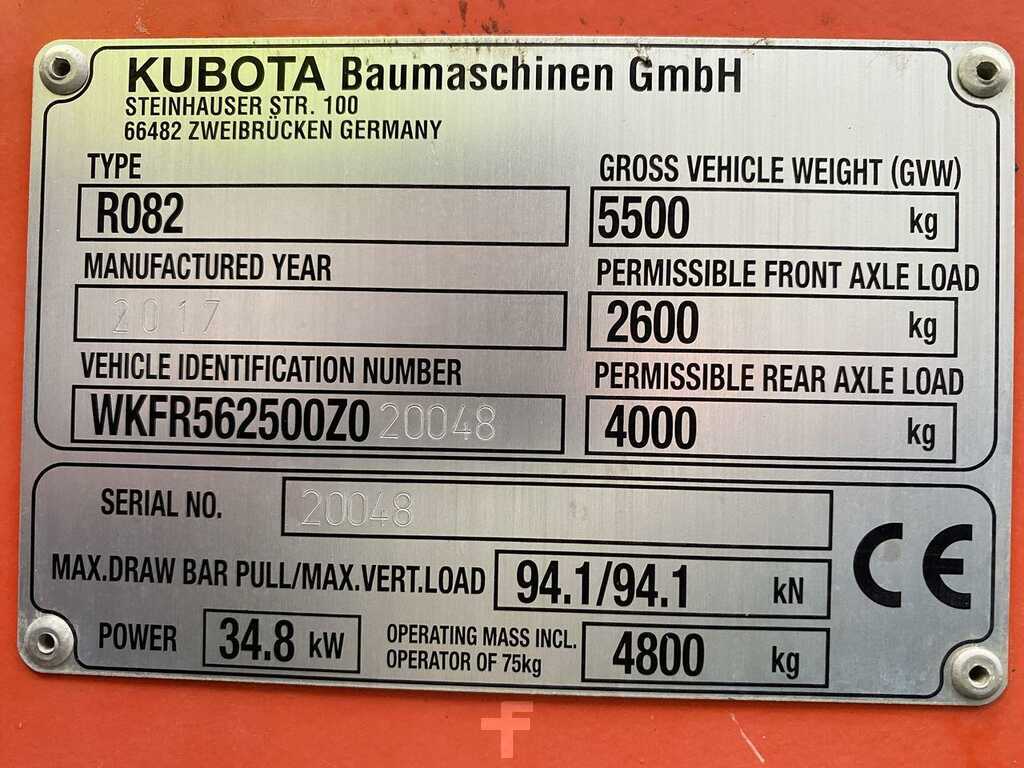 KUBOTA Baumaschinen GmbH
STEINHAUSER STR. 100
66482 ZWEIBRÜCKEN GERMANY
TYPE
R082
MANUFACTURED YEAR
2017
VEHICLE IDENTIFICATION NUMBER
WKFR562500Z020048
GROSS VEHICLE WEIGHT (GVW)
5500 kg
PERMISSIBLE FRONT AXLE LOAD
2600 kg
PERMISSIBLE REAR AXLE LOAD
4000 kg
SERIAL NO. 20048
MAX.DRAW BAR PULL/MAX.VERT.LOAD 94.1/94.1 kN
POWER 34.8 kW
OPERATING MASS INCL.
OPERATOR OF 75kg
4800 kg
CE